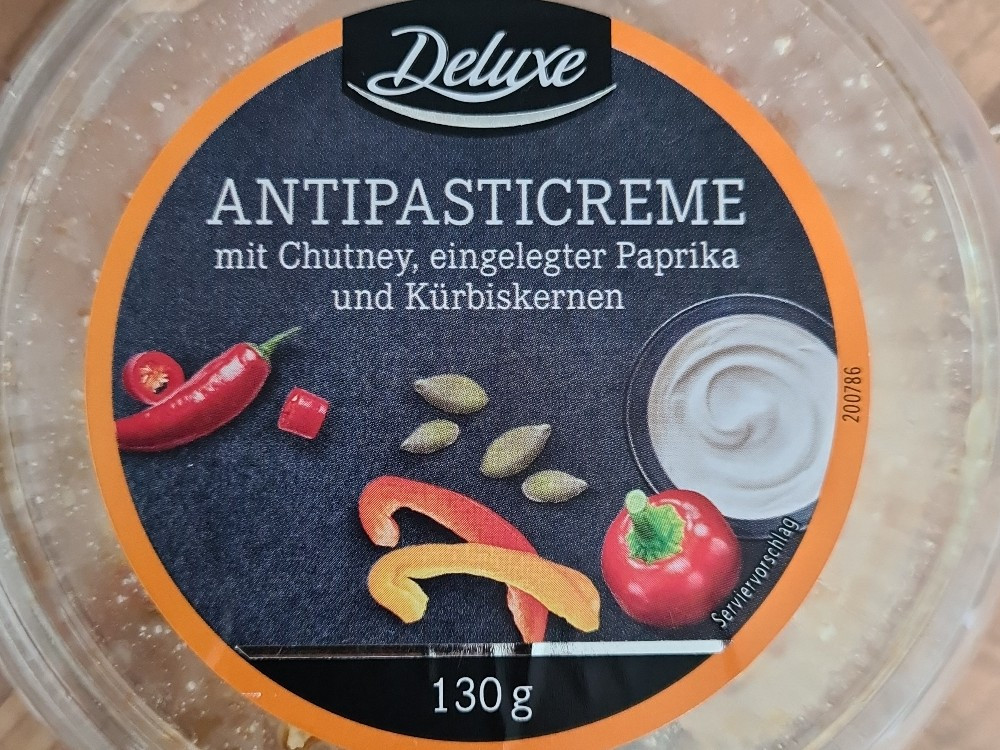 Deluxe
ANTIPASTICREME
mit Chutney, eingelegter Paprika
und Kürbiskernen
200786
Serviervorschlag
130 g